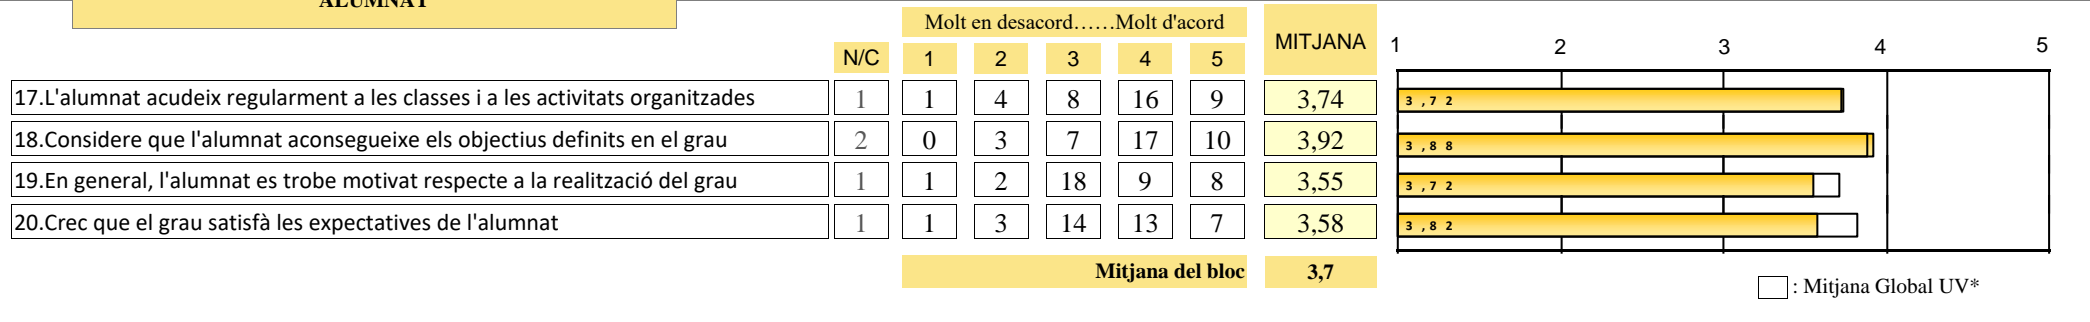 ALUMNAT
Molt en desacord……Molt d'acord
MITJANA
N/C 1 2 3 4 5
1 2 3 4 5
17.L'alumnat acudeix regularment a les classes i a les activitats organitzades 1 1 4 8 16 9 3,74 3,72
18.Considere que l'alumnat aconsegueixe els objectius definits en el grau 2 0 3 7 17 10 3,92 3,88
19.En general, l'alumnat es trobe motivat respecte a la realització del grau 1 1 2 18 9 8 3,55 3,72
20.Crec que el grau satisfà les expectatives de l'alumnat 1 1 3 14 13 7 3,58 3,82
Mitjana del bloc 3,7
: Mitjana Global UV*